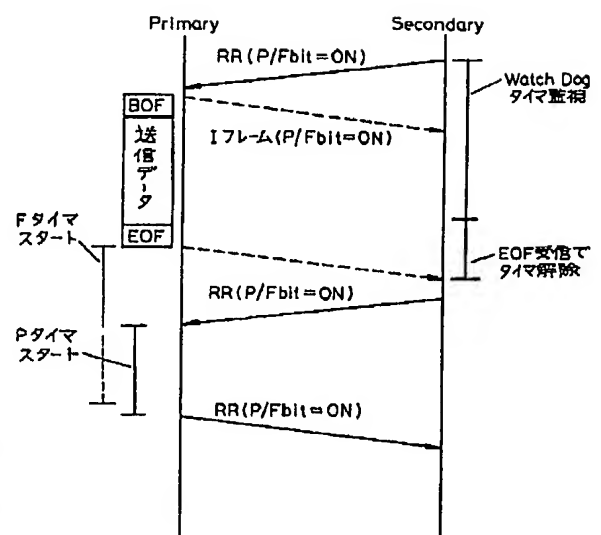 Primary
Secondary
RR(P/Fbit=ON)
Watch Dog
タイマ監視
BOF
Iフレーム(P/Fbit=ON)
送信データ
Fタイマ
スタート
EOF
EOF受信で
タイマ解除
RR(P/Fbit=ON)
Pタイマ
スタート
RR(P/Fbit=ON)